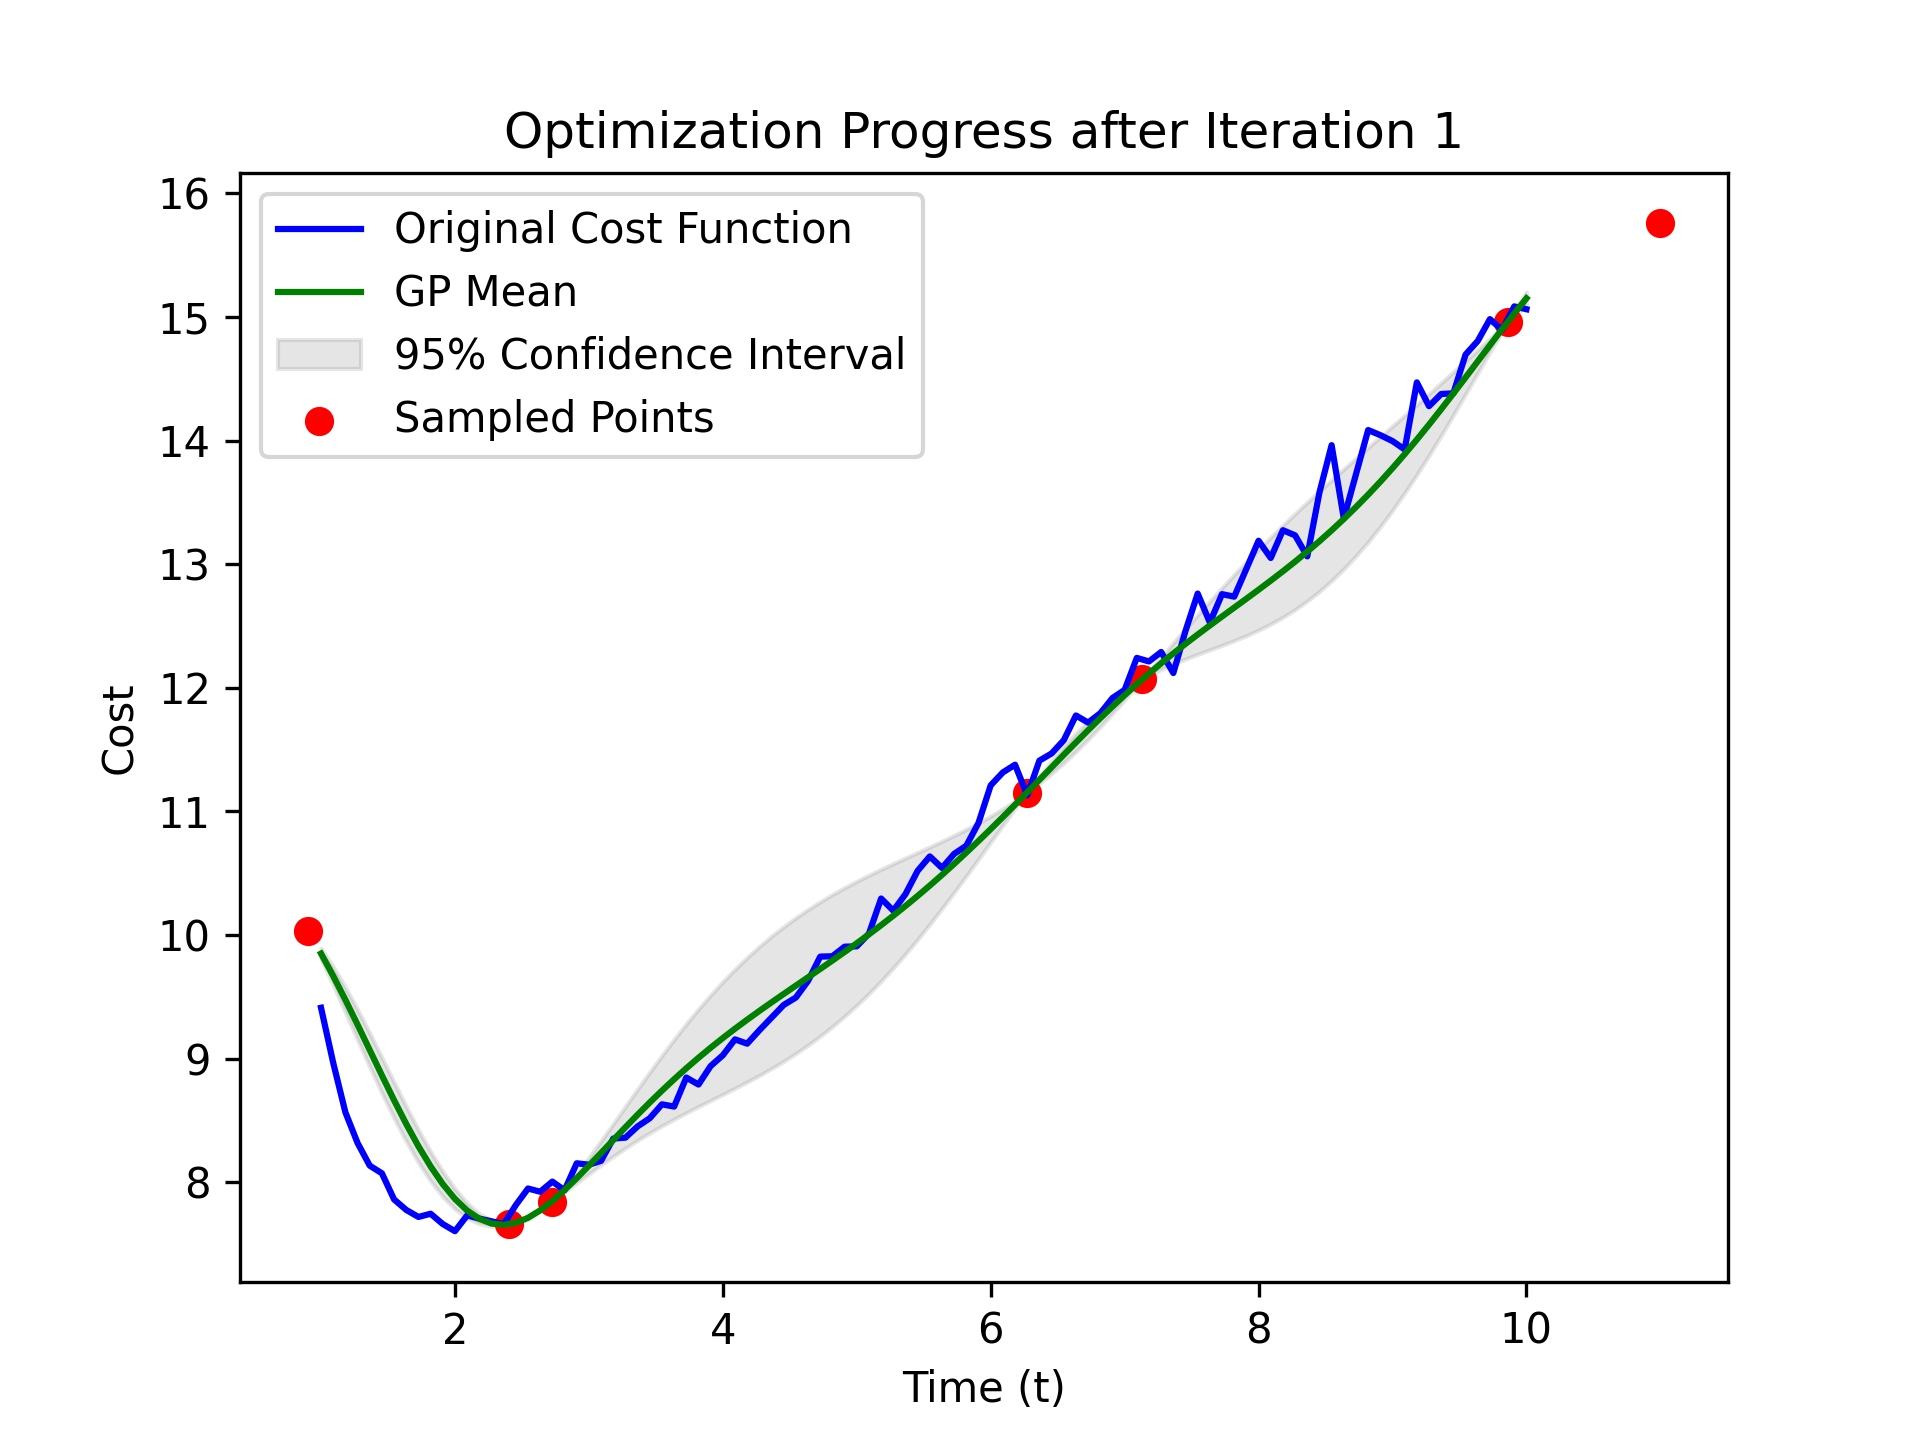 Optimization Progress after Iteration 1
Original Cost Function
GP Mean
95% Confidence Interval
Sampled Points
16
15
14
13
12
11
10
9
8
Cost
2 4 6 8 10
Time (t)